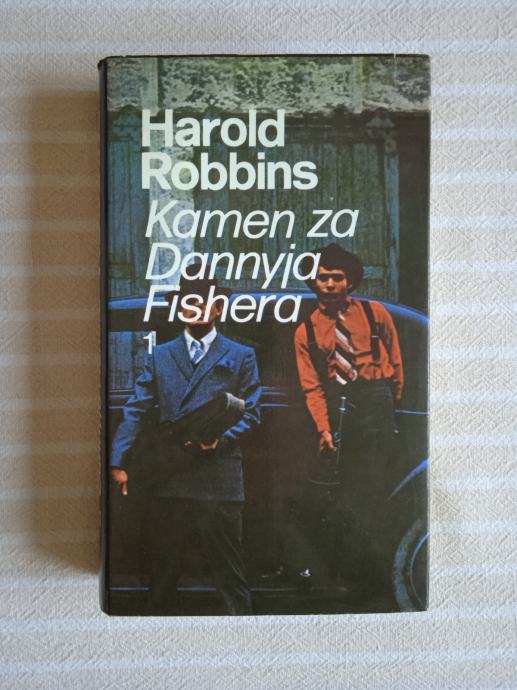 Harold
Robbins
Kamen za
Dannyja
Fishera
1